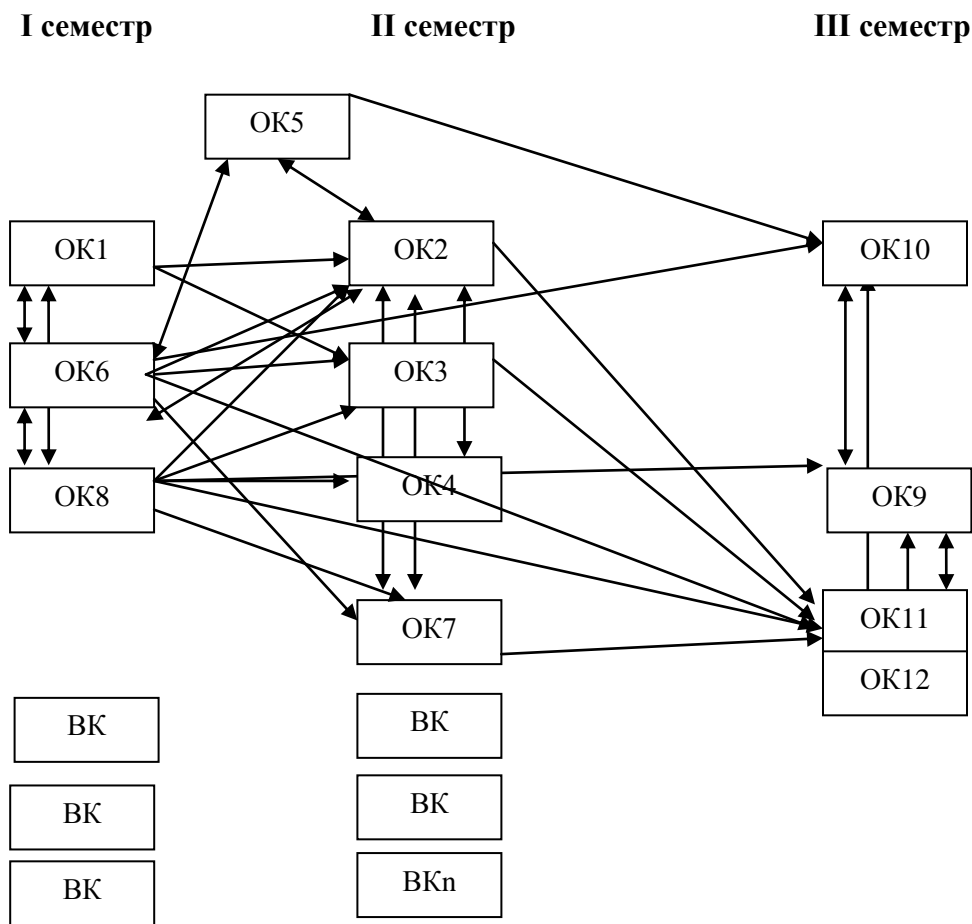 I семестр
II семестр
III семестр
ОК5
ОК1
ОК2
ОК10
ОК6
ОК3
ОК8
ОК4
ОК9
ОК7
ОК11
ОК12
ВК
ВК
ВК
ВК
ВК
ВКn